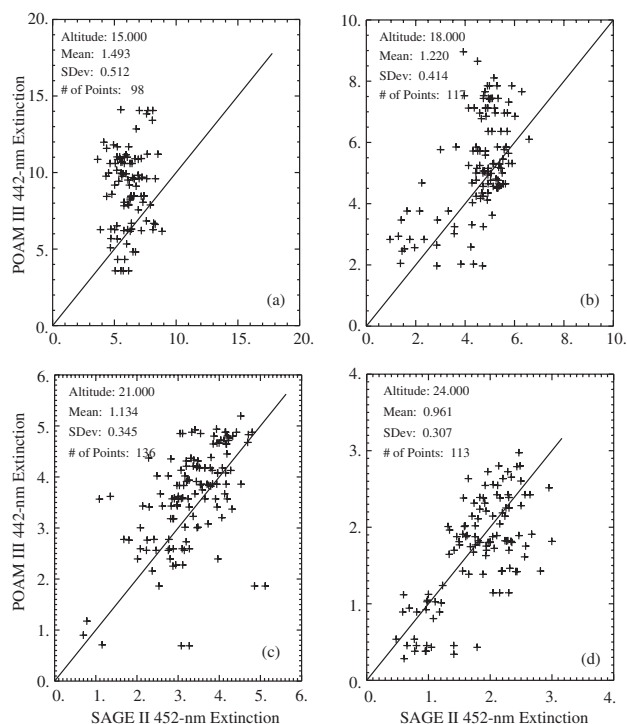 20.
15.
10.
5.
0.
POAM III 442-nm Extinction
Altitude: 15.000
Mean: 1.493
SDev: 0.512
# of Points: 98
(a)
0. 5. 10. 15. 20.
10.
8.
6.
4.
2.
0.
Altitude: 18.000
Mean: 1.220
SDev: 0.414
# of Points: 117
(b)
0. 2. 4. 6. 8. 10.
6.
5.
4.
3.
2.
1.
0.
POAM III 442-nm Extinction
Altitude: 21.000
Mean: 1.134
SDev: 0.345
# of Points: 136
(c)
0. 1. 2. 3. 4. 5. 6.
SAGE II 452-nm Extinction
4.
3.
2.
1.
0.
Altitude: 24.000
Mean: 0.961
SDev: 0.307
# of Points: 113
(d)
0. 1. 2. 3. 4.
SAGE II 452-nm Extinction